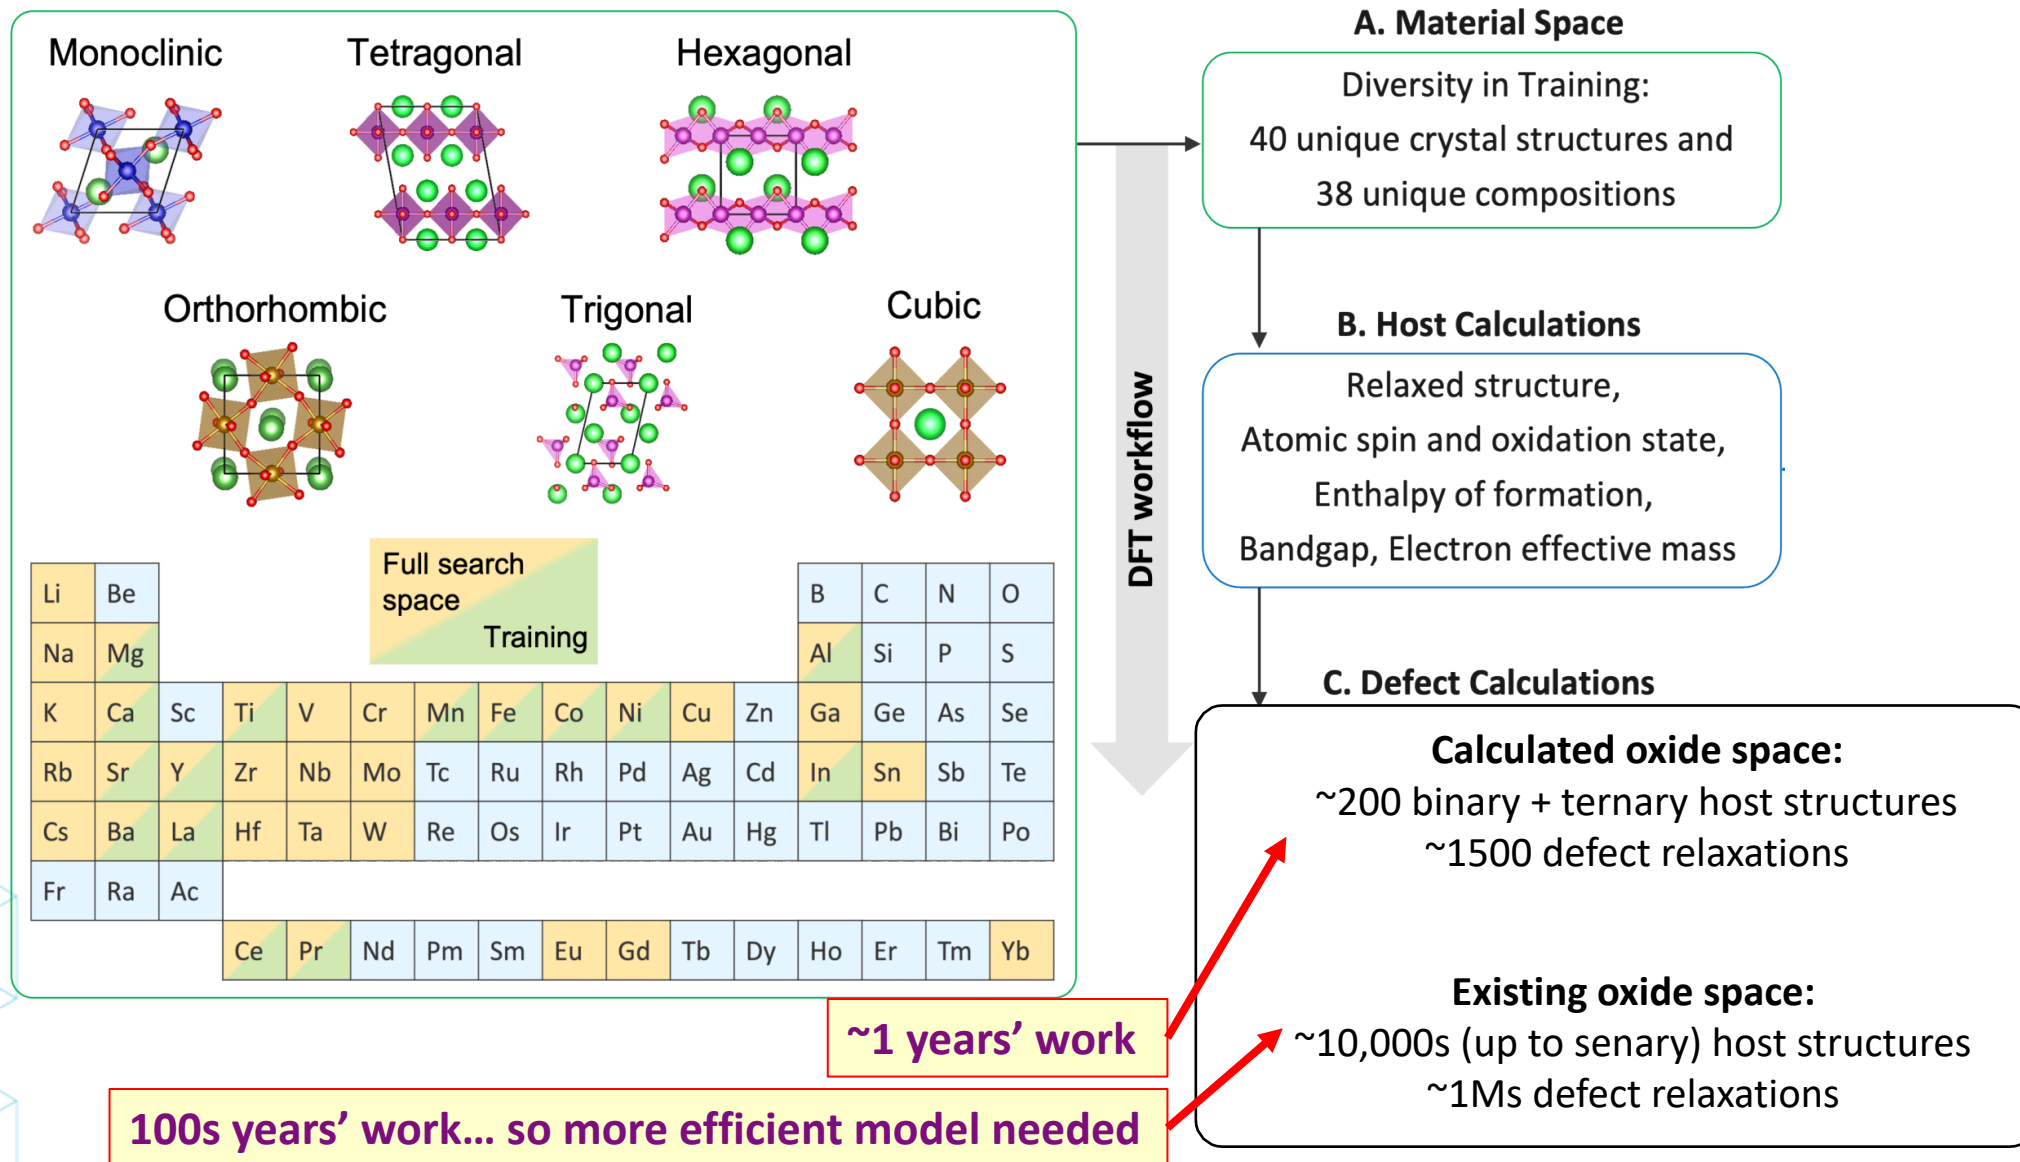 Monoclinic
Tetragonal
Hexagonal
Orthorhombic
Trigonal
Cubic
Full search
space
Training
Li Be B C N O
Na Mg Al Si P S
K Ca Sc Ti V Cr Mn Fe Co Ni Cu Zn Ga Ge As Se
Rb Sr Y Zr Nb Mo Tc Ru Rh Pd Ag Cd In Sn Sb Te
Cs Ba La Hf Ta W Re Os Ir Pt Au Hg Tl Pb Bi Po
Fr Ra Ac
Ce Pr Nd Pm Sm Eu Gd Tb Dy Ho Er Tm Yb
DFT workflow
A. Material Space
Diversity in Training:
40 unique crystal structures and
38 unique compositions
B. Host Calculations
Relaxed structure,
Atomic spin and oxidation state,
Enthalpy of formation,
Bandgap, Electron effective mass
C. Defect Calculations
Calculated oxide space:
~200 binary + ternary host structures
~1500 defect relaxations
Existing oxide space:
~10,000s (up to senary) host structures
~1Ms defect relaxations
~1 years’ work
100s years’ work... so more efficient model needed